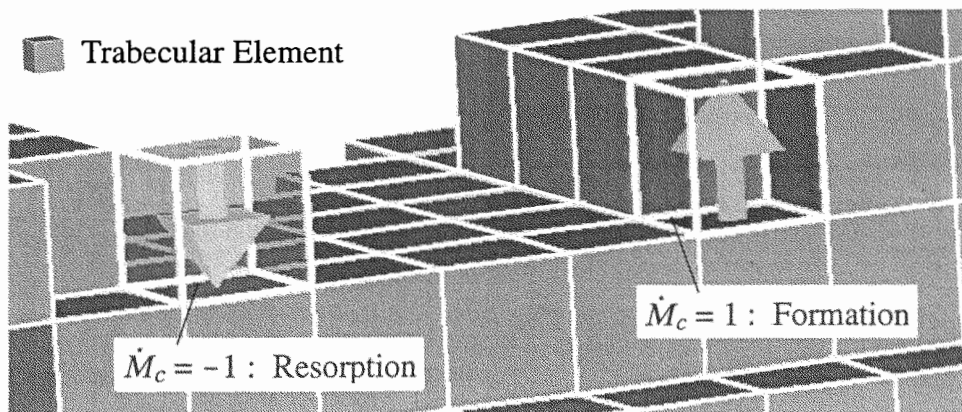 Trabecular Element
Ṁc = 1 : Formation
Ṁc = −1 : Resorption